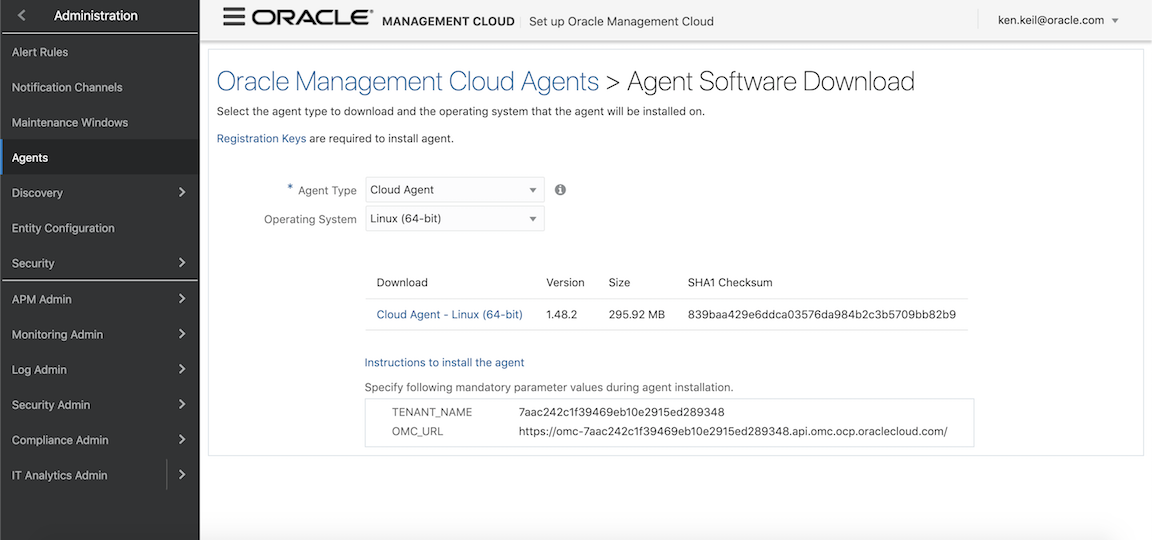 Administration
Alert Rules
Notification Channels
Maintenance Windows
Agents
Discovery
Entity Configuration
Security
APM Admin
Monitoring Admin
Log Admin
Security Admin
Compliance Admin
IT Analytics Admin
ORACLE® MANAGEMENT CLOUD Set up Oracle Management Cloud
ken.keil@oracle.com
Oracle Management Cloud Agents > Agent Software Download
Select the agent type to download and the operating system that the agent will be installed on.
Registration Keys are required to install agent.
* Agent Type Cloud Agent
Operating System Linux (64-bit)
Download Version Size SHA1 Checksum
Cloud Agent - Linux (64-bit) 1.48.2 295.92 MB 839baa429e6ddca03576da984b2c3b5709bb82b9
Instructions to install the agent
Specify following mandatory parameter values during agent installation.
TENANT_NAME 7aac242c1f39469eb10e2915ed289348
OMC_URL https://omc-7aac242c1f39469eb10e2915ed289348.api.omc.ocp.oraclecloud.com/